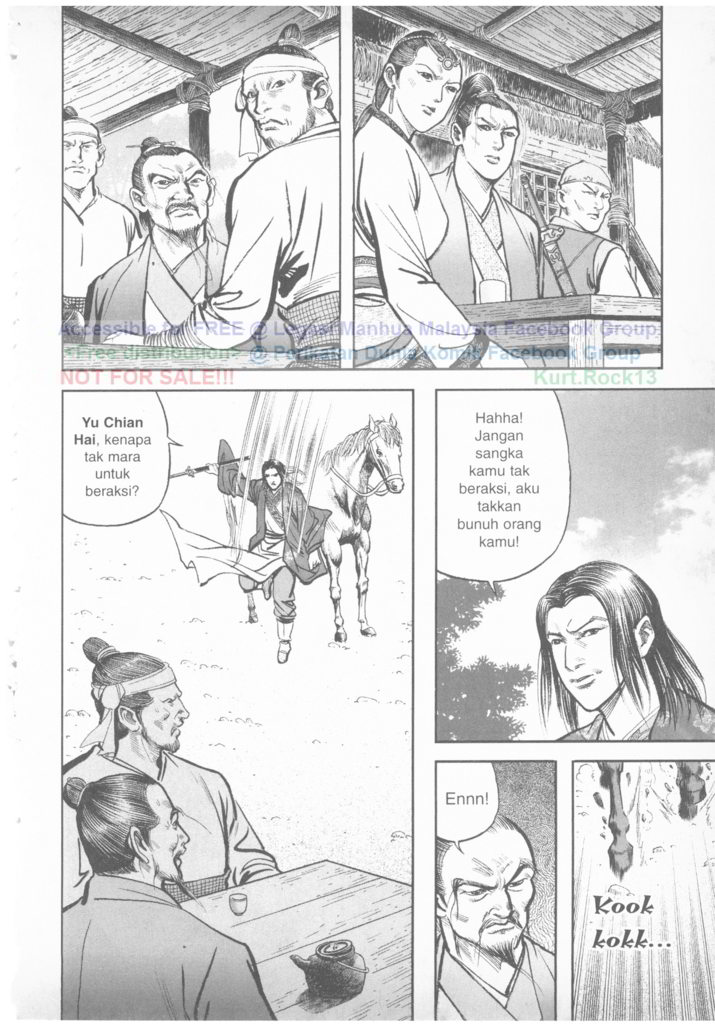 Accessible for FREE @ Legasi Manhua Malaysia Facebook Group
<Free distribution> @ Peminatan Dunia Komik Facebook Group
NOT FOR SALE!!!
Kurt.Rock13
Yu Chian
Hai, kenapa
tak mara
untuk
beraksi?
Hahha!
Jangan
sangka
kamu tak
beraksi, aku
takkan
bunuh orang
kamu!
Ennn!
Kook
kokk...